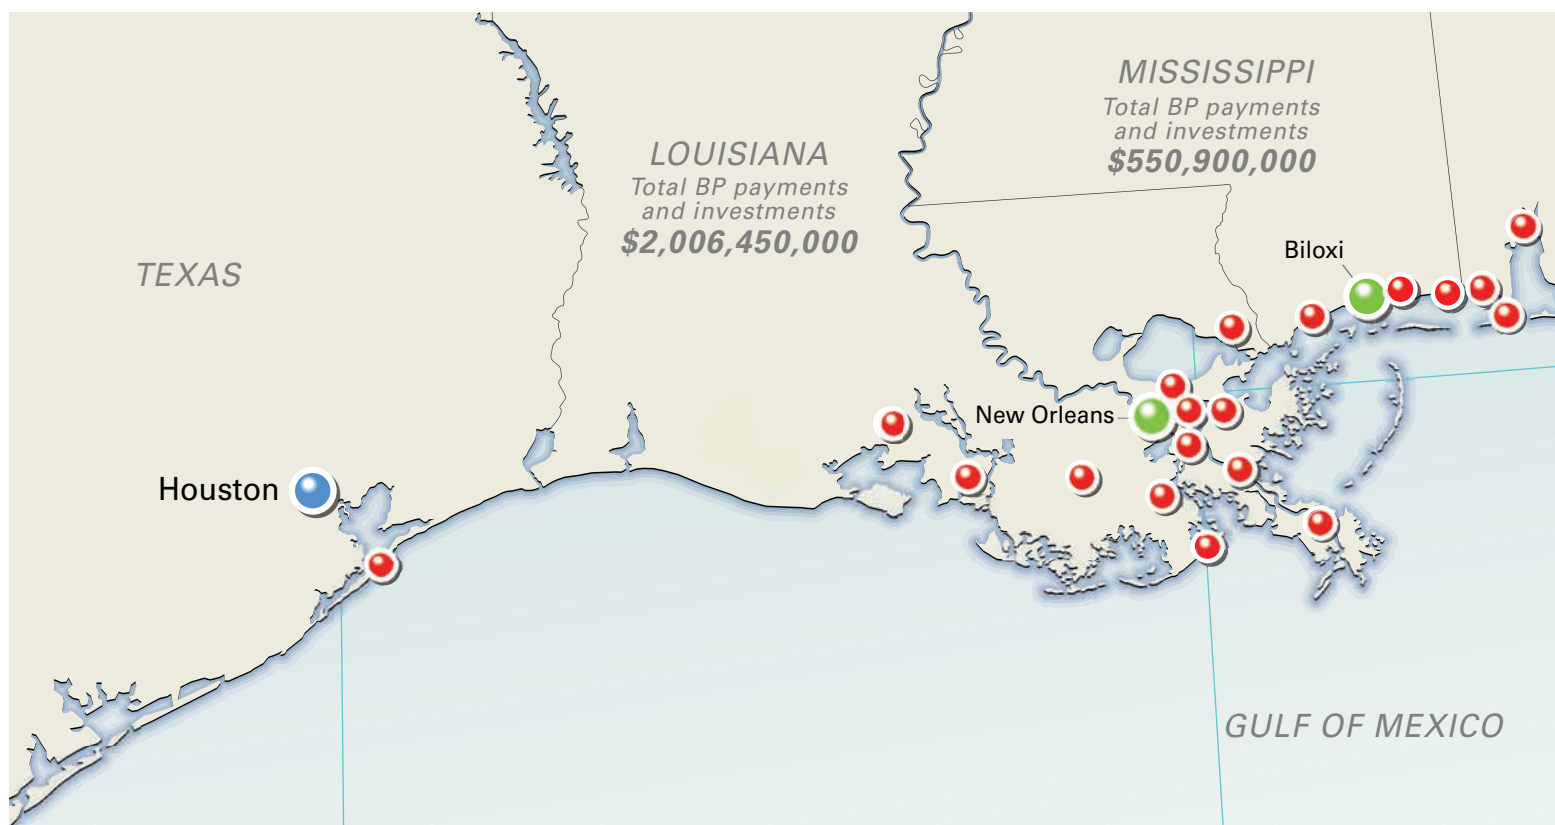 MISSISSIPPI
Total BP payments
and investments
$550,900,000
LOUISIANA
Total BP payments
and investments
$2,006,450,000
TEXAS
Biloxi
New Orleans
Houston
GULF OF MEXICO